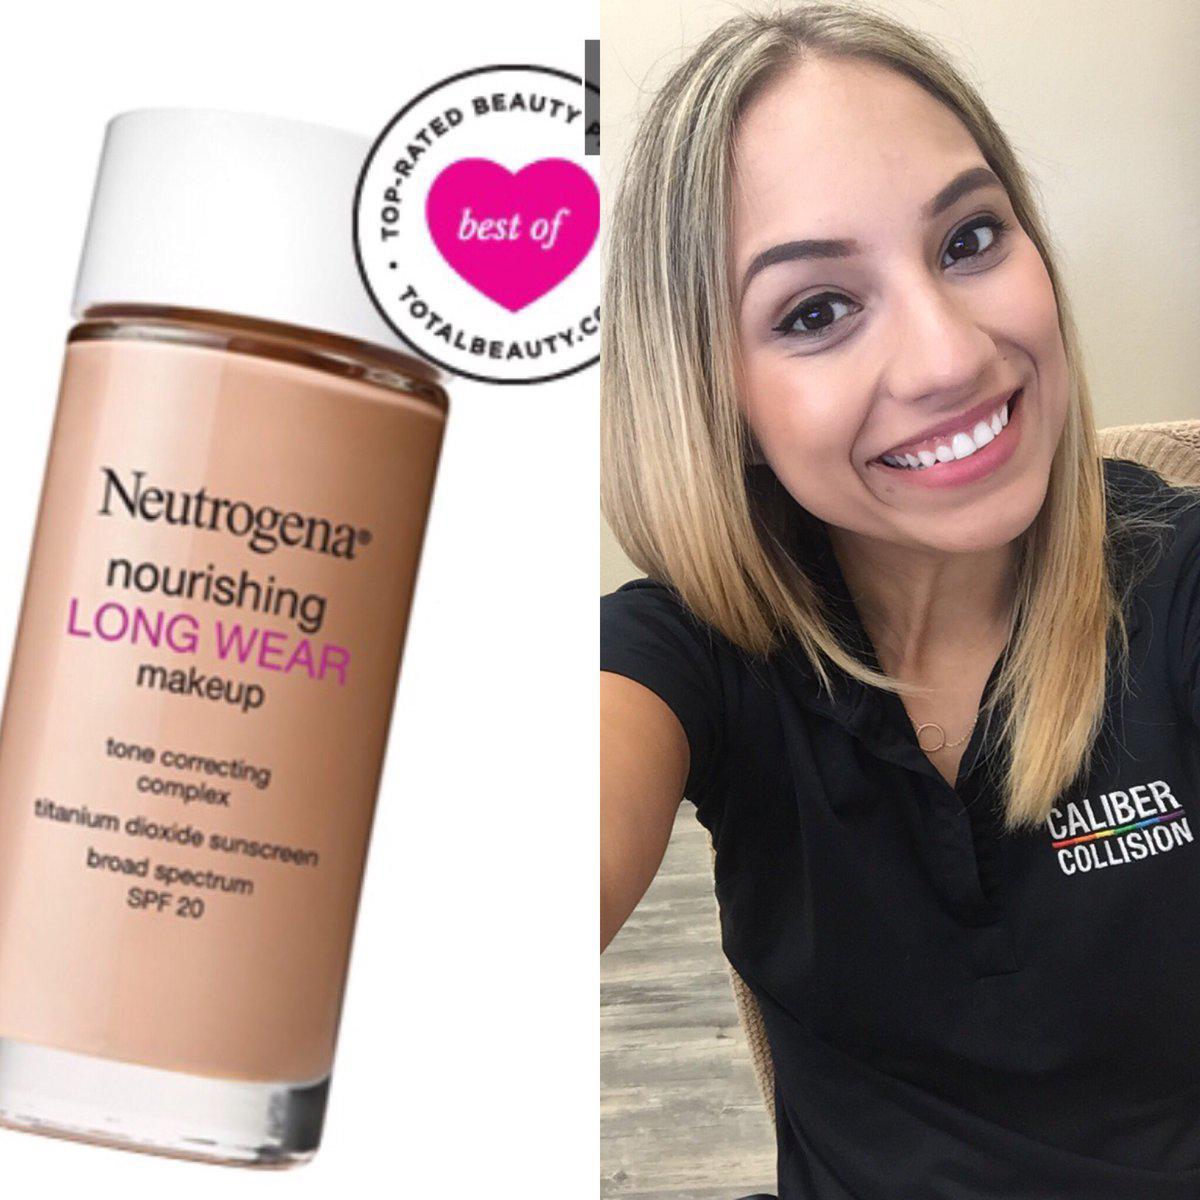 TOP-RATED BEAUTY
best of
TOTALBEAUTY.CO
Neutrogena®
nourishing
LONG WEAR
makeup
tone correcting
complex
titanium dioxide sunscreen
broad spectrum
SPF 20
CALIBER
COLLISION